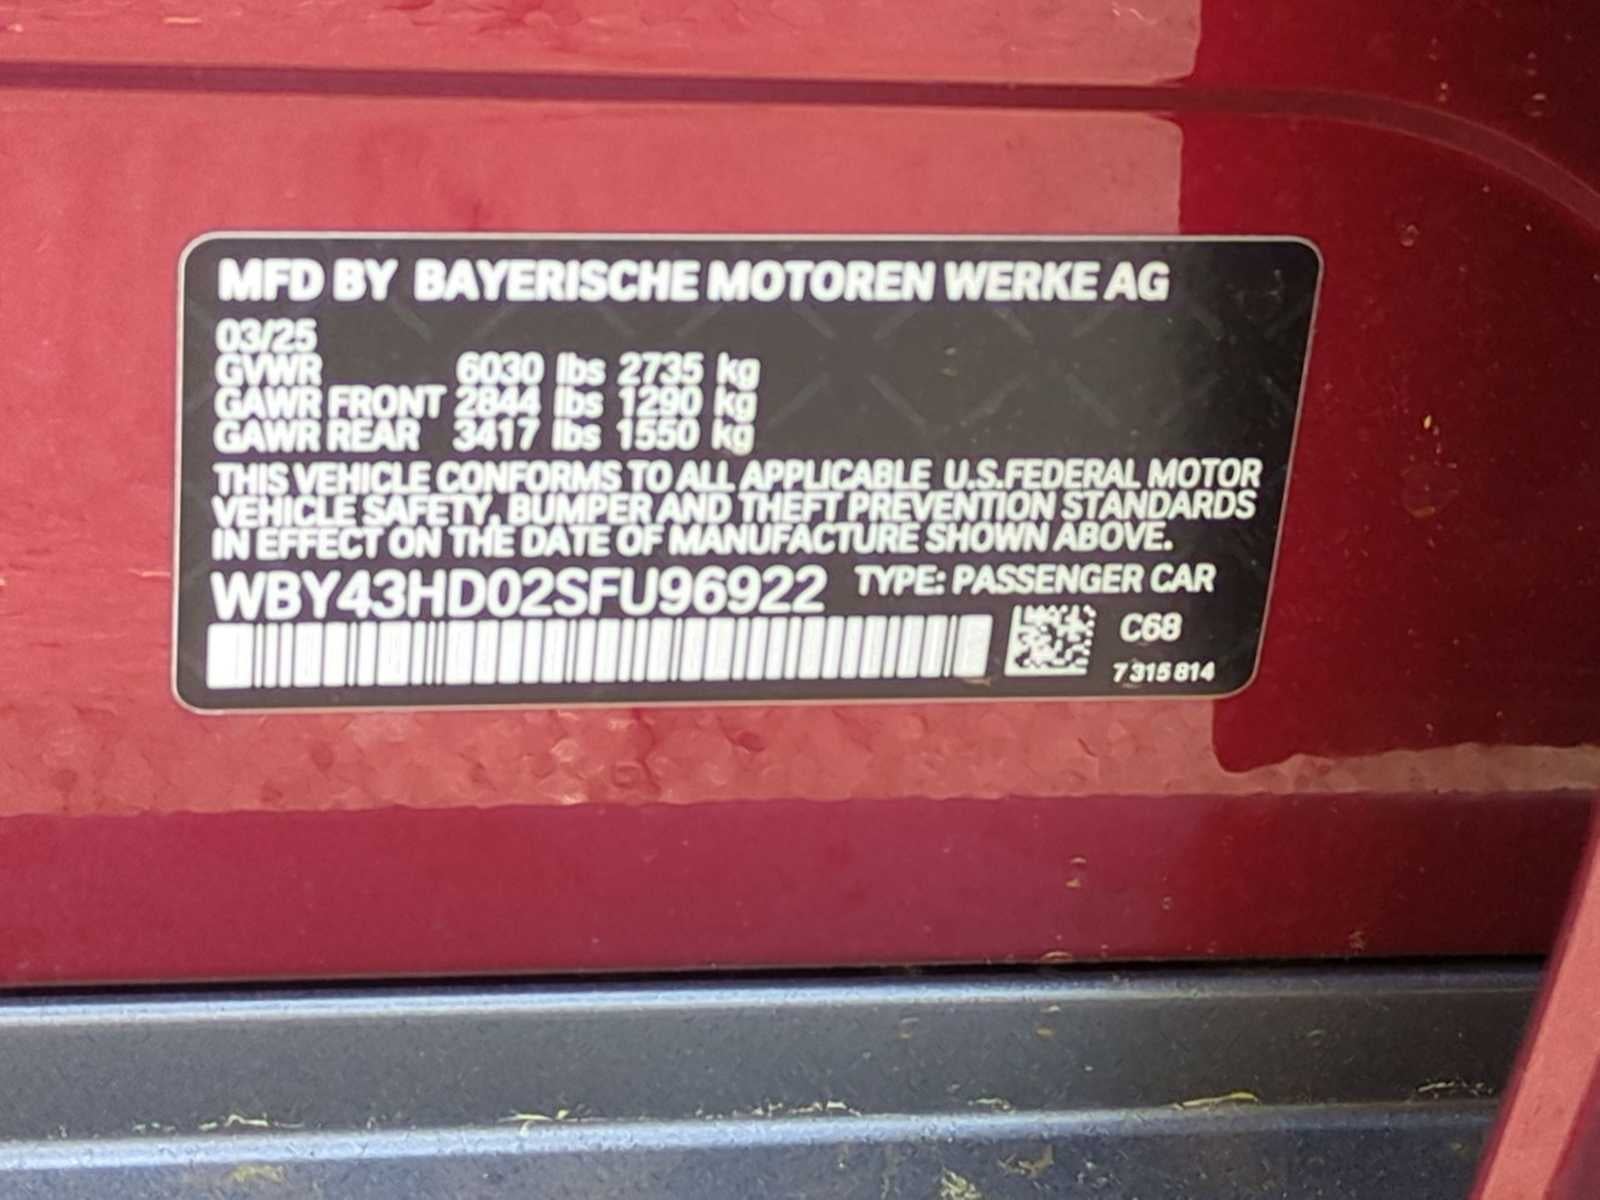 MFD BY BAYERISCHE MOTOREN WERKE AG
03/25
GVWR 6030 lbs 2735 kg
GAWR FRONT 2844 lbs 1290 kg
GAWR REAR 3417 lbs 1550 kg
THIS VEHICLE CONFORMS TO ALL APPLICABLE U.S.FEDERAL MOTOR
VEHICLE SAFETY, BUMPER AND THEFT PREVENTION STANDARDS
IN EFFECT ON THE DATE OF MANUFACTURE SHOWN ABOVE.
WBY43HD02SFU96922 TYPE: PASSENGER CAR
C68
7 315 814